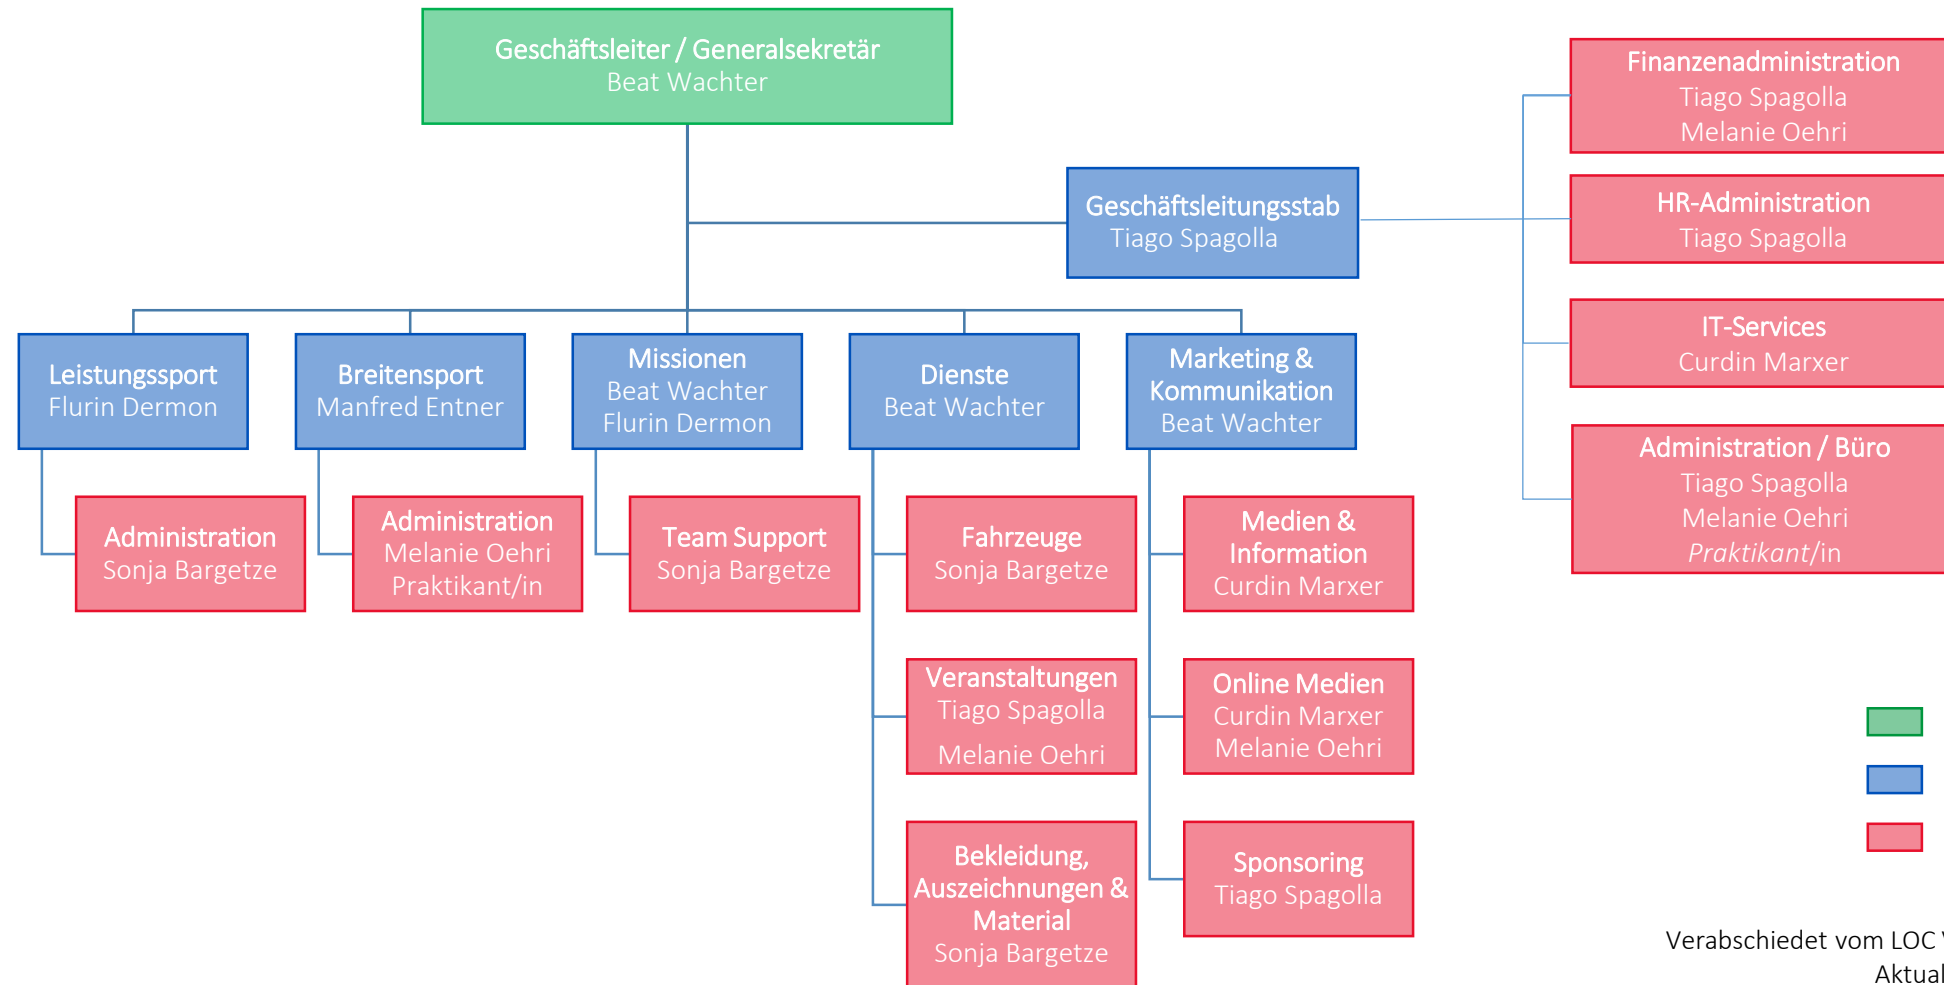 Geschäftsleiter / Generalsekretär
Beat Wachter
Finanzenadministration
Tiago Spagolla
Melanie Oehri
Geschäftsleitungsstab
Tiago Spagolla
HR-Administration
Tiago Spagolla
IT-Services
Curdin Marxer
Administration / Büro
Tiago Spagolla
Melanie Oehri
Praktikant/in
Leistungssport
Flurin Dermon
Breitensport
Manfred Entner
Missionen
Beat Wachter
Flurin Dermon
Dienste
Beat Wachter
Marketing &
Kommunikation
Beat Wachter
Administration
Sonja Bargetze
Administration
Melanie Oehri
Praktikant/in
Team Support
Sonja Bargetze
Fahrzeuge
Sonja Bargetze
Medien &
Information
Curdin Marxer
Veranstaltungen
Tiago Spagolla
Melanie Oehri
Online Medien
Curdin Marxer
Melanie Oehri
Bekleidung,
Auszeichnungen &
Material
Sonja Bargetze
Sponsoring
Tiago Spagolla
Verabschiedet vom LOC